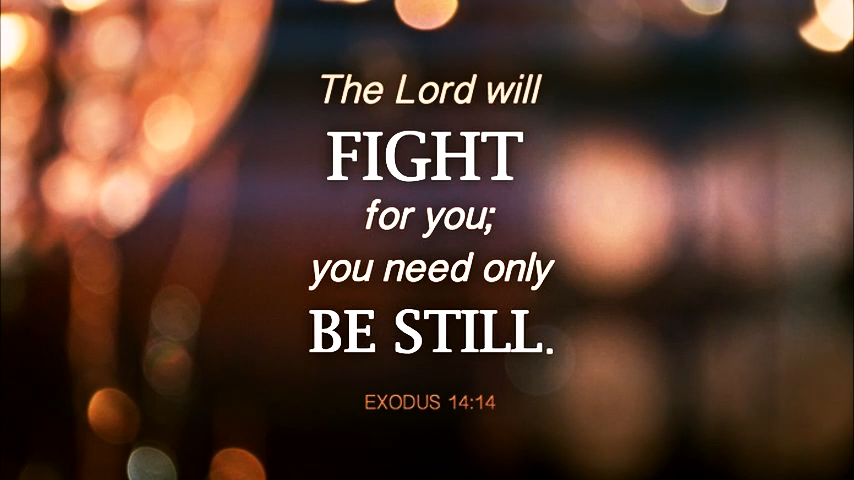 The Lord will
FIGHT
for you;
you need only
BE STILL.
EXODUS 14:14